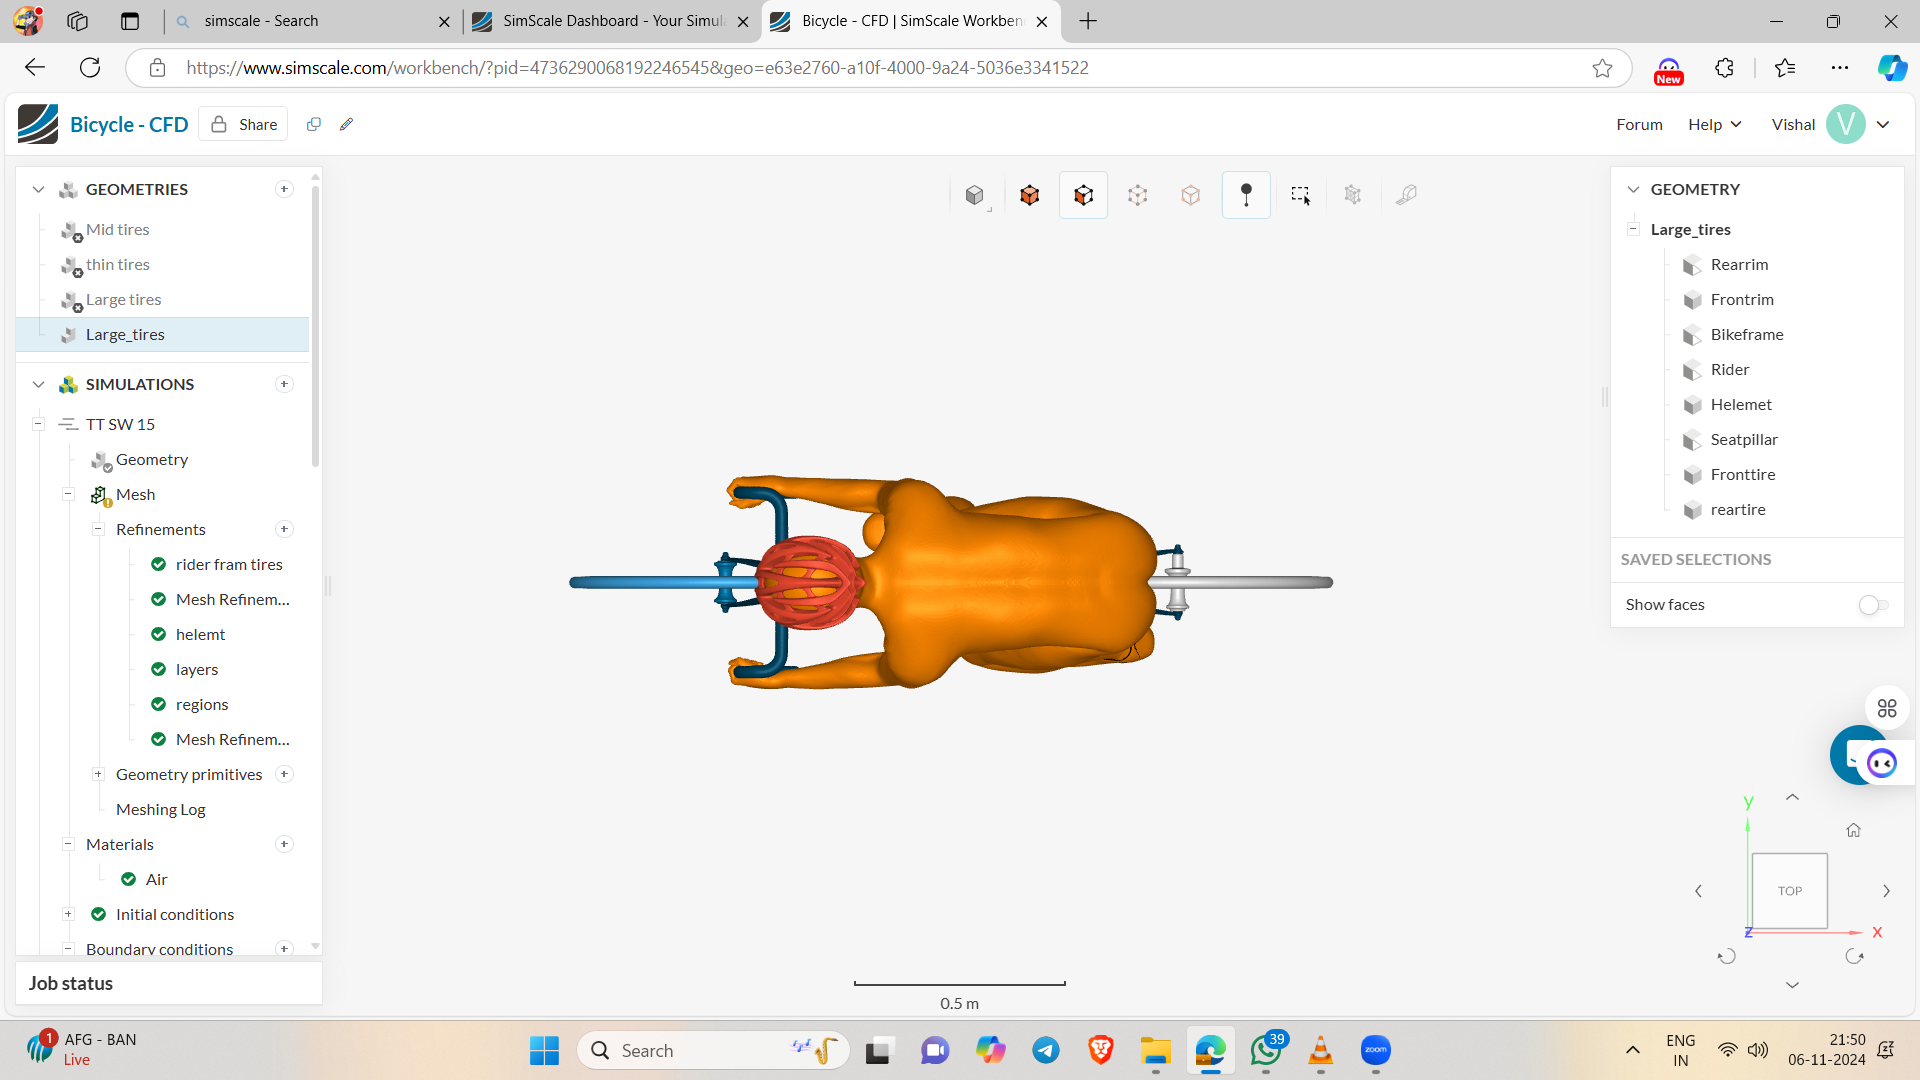 simscale - Search
SimScale Dashboard - Your Simula
Bicycle - CFD | SimScale Workben
https://www.simscale.com/workbench/?pid=4736290068192246545&geo=e63e2760-a10f-4000-9a24-5036e3341522
New
Bicycle - CFD
Share
Forum
Help
Vishal
V
GEOMETRIES
Mid tires
thin tires
Large tires
Large_tires
SIMULATIONS
TT SW 15
Geometry
Mesh
Refinements
rider fram tires
Mesh Refinem...
helemt
layers
regions
Mesh Refinem...
Geometry primitives
Meshing Log
Materials
Air
Initial conditions
Boundary conditions
Job status
0.5 m
GEOMETRY
Large_tires
Rearrim
Frontrim
Bikeframe
Rider
Helemet
Seatpillar
Fronttire
reartire
SAVED SELECTIONS
Show faces
y
TOP
z
x
1
AFG - BAN
Live
Search
39
zoom
ENG
IN
21:50
06-11-2024